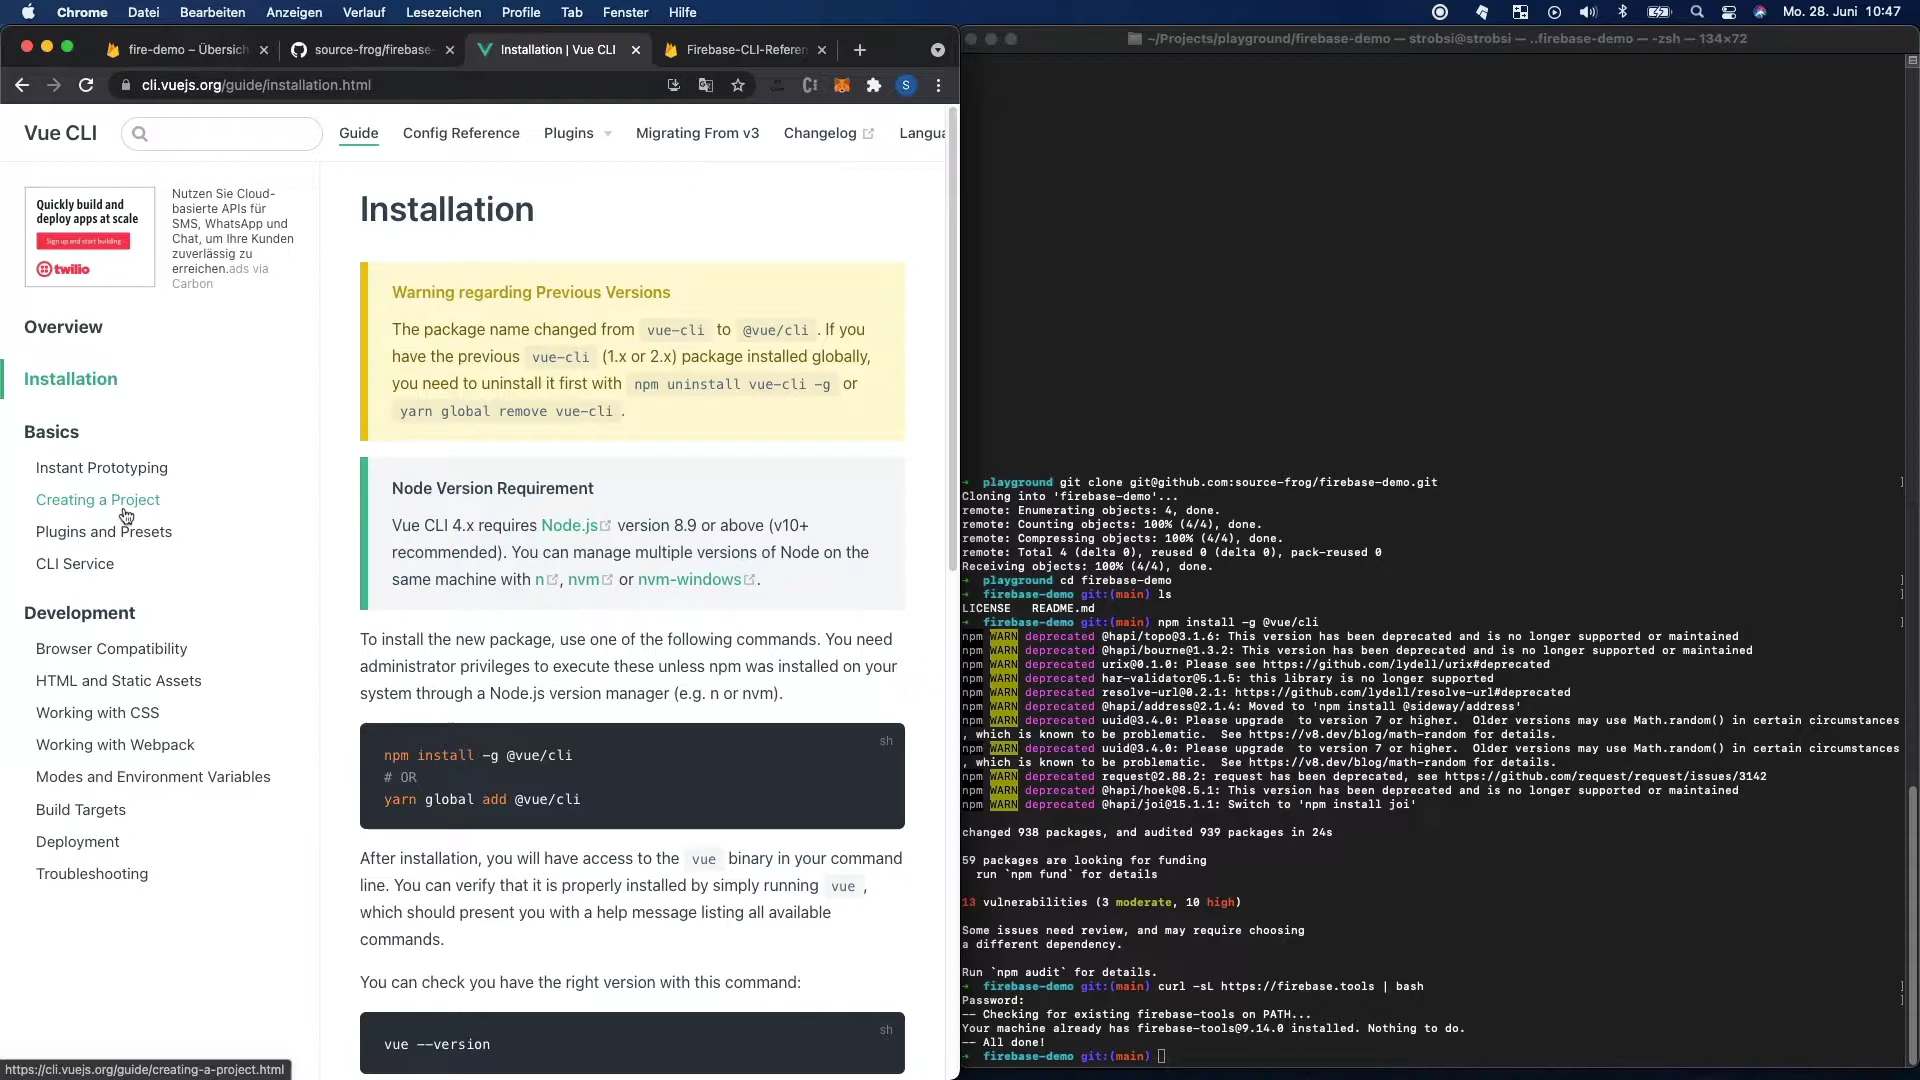 Chrome Datei Bearbeiten Anzeigen Verlauf Lesezeichen Profile Tab Fenster Hilfe Mo. 28. Juni 10:47
fire-demo – Übersich
source-frog/firebase-
Installation | Vue CLI
Firebase-CLI-Referen
~/Projects/playground/firebase-demo — strobsi@strobsi — ..firebase-demo — -zsh — 134×72
cli.vuejs.org/guide/installation.html
S
Vue CLI
Guide Config Reference Plugins Migrating From v3 Changelog Langua
Quickly build and
deploy apps at scale
Sign up and start building
twilio
Nutzen Sie Cloud-
basierte APIs für
SMS, WhatsApp und
Chat, um Ihre Kunden
zuverlässig zu
erreichen.ads via
Carbon
Overview
Installation
Basics
Instant Prototyping
Creating a Project
Plugins and Presets
CLI Service
Development
Browser Compatibility
HTML and Static Assets
Working with CSS
Working with Webpack
Modes and Environment Variables
Build Targets
Deployment
Troubleshooting
https://cli.vuejs.org/guide/creating-a-project.html
Installation
Warning regarding Previous Versions
The package name changed from vue-cli to @vue/cli . If you
have the previous vue-cli (1.x or 2.x) package installed globally,
you need to uninstall it first with npm uninstall vue-cli -g or
yarn global remove vue-cli .
Node Version Requirement
Vue CLI 4.x requires Node.js version 8.9 or above (v10+
recommended). You can manage multiple versions of Node on the
same machine with n , nvm or nvm-windows .
To install the new package, use one of the following commands. You need
administrator privileges to execute these unless npm was installed on your
system through a Node.js version manager (e.g. n or nvm).
sh
npm install -g @vue/cli
# OR
yarn global add @vue/cli
After installation, you will have access to the vue binary in your command
line. You can verify that it is properly installed by simply running vue ,
which should present you with a help message listing all available
commands.
You can check you have the right version with this command:
sh
vue --version
→ playground git clone git@github.com:source-frog/firebase-demo.git
Cloning into 'firebase-demo'...
remote: Enumerating objects: 4, done.
remote: Counting objects: 100% (4/4), done.
remote: Compressing objects: 100% (4/4), done.
remote: Total 4 (delta 0), reused 0 (delta 0), pack-reused 0
Receiving objects: 100% (4/4), done.
→ playground cd firebase-demo
→ firebase-demo git:(main) ls
LICENSE README.md
→ firebase-demo git:(main) npm install -g @vue/cli
npm WARN deprecated @hapi/topo@3.1.6: This version has been deprecated and is no longer supported or maintained
npm WARN deprecated @hapi/bourne@1.3.2: This version has been deprecated and is no longer supported or maintained
npm WARN deprecated urix@0.1.0: Please see https://github.com/lydell/urix#deprecated
npm WARN deprecated har-validator@5.1.5: this library is no longer supported
npm WARN deprecated resolve-url@0.2.1: https://github.com/lydell/resolve-url#deprecated
npm WARN deprecated @hapi/address@2.1.4: Moved to 'npm install @sideway/address'
npm WARN deprecated uuid@3.4.0: Please upgrade  to version 7 or higher.  Older versions may use Math.random() in certain circumstances
, which is known to be problematic.  See https://v8.dev/blog/math-random for details.
npm WARN deprecated uuid@3.4.0: Please upgrade  to version 7 or higher.  Older versions may use Math.random() in certain circumstances
, which is known to be problematic.  See https://v8.dev/blog/math-random for details.
npm WARN deprecated request@2.88.2: request has been deprecated, see https://github.com/request/request/issues/3142
npm WARN deprecated @hapi/hoek@8.5.1: This version has been deprecated and is no longer supported or maintained
npm WARN deprecated @hapi/joi@15.1.1: Switch to 'npm install joi'
changed 938 packages, and audited 939 packages in 24s
59 packages are looking for funding
run `npm fund` for details
13 vulnerabilities (3 moderate, 10 high)
Some issues need review, and may require choosing
a different dependency.
Run `npm audit` for details.
→ firebase-demo git:(main) curl -sL https://firebase.tools | bash
Password:
-- Checking for existing firebase-tools on PATH...
Your machine already has firebase-tools@9.14.0 installed. Nothing to do.
-- All done!
→ firebase-demo git:(main)